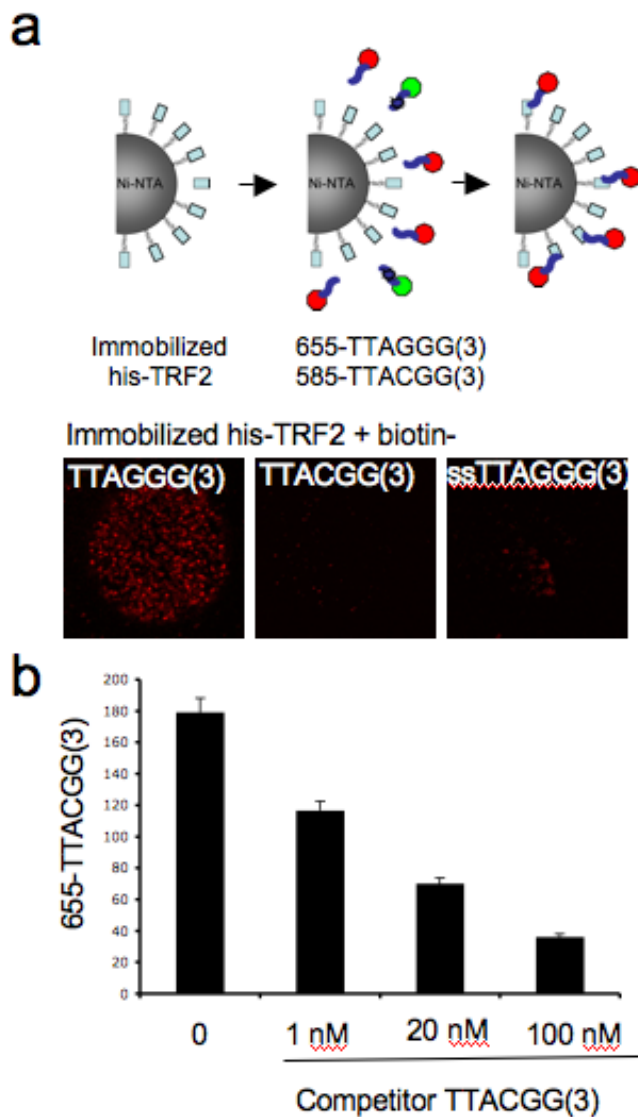 a
Ni-NTA
Ni-NTA
Ni-NTA
Immobilized
his-TRF2
655-TTAGGG(3)
585-TTACGG(3)
Immobilized his-TRF2 + biotin-
TTAGGG(3)
TTACGG(3)
ssTTAGGG(3)
b
655-TTACGG(3)
200
180
160
140
120
100
80
60
40
20
0
0
1 nM
20 nM
100 nM
Competitor TTACGG(3)